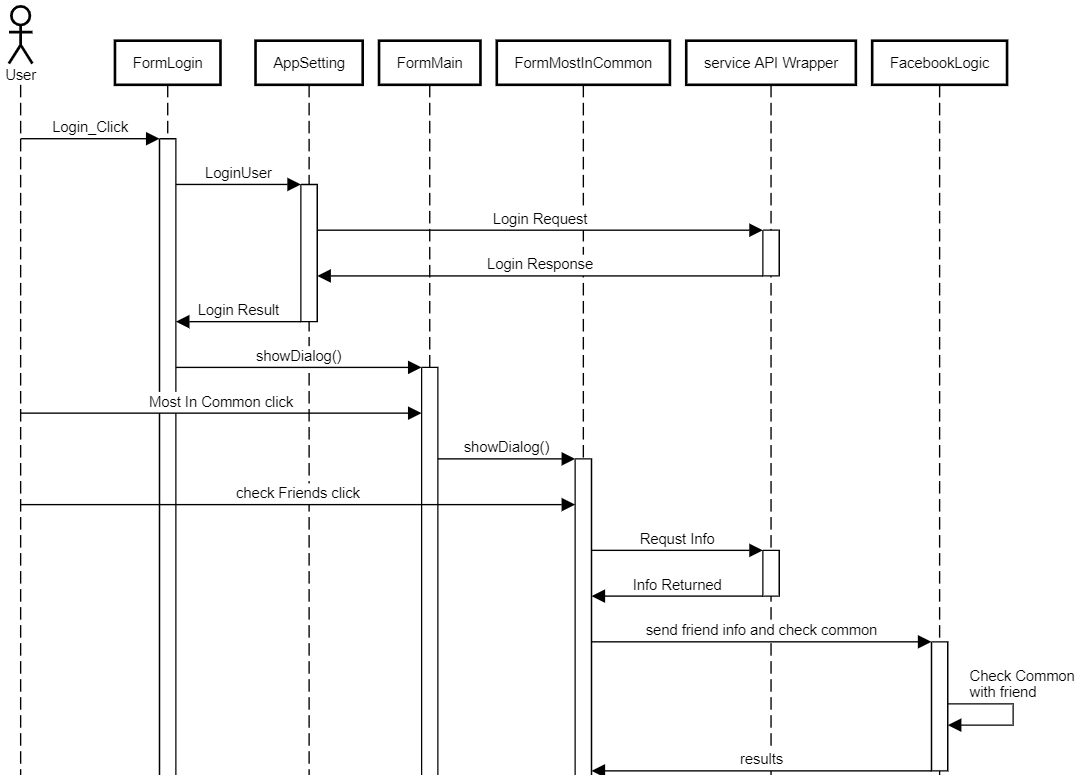 User
FormLogin
AppSetting
FormMain
FormMostInCommon
service API Wrapper
FacebookLogic
Login_Click
LoginUser
Login Request
Login Response
Login Result
showDialog()
Most In Common click
showDialog()
check Friends click
Requst Info
Info Returned
send friend info and check common
Check Common
with friend
results